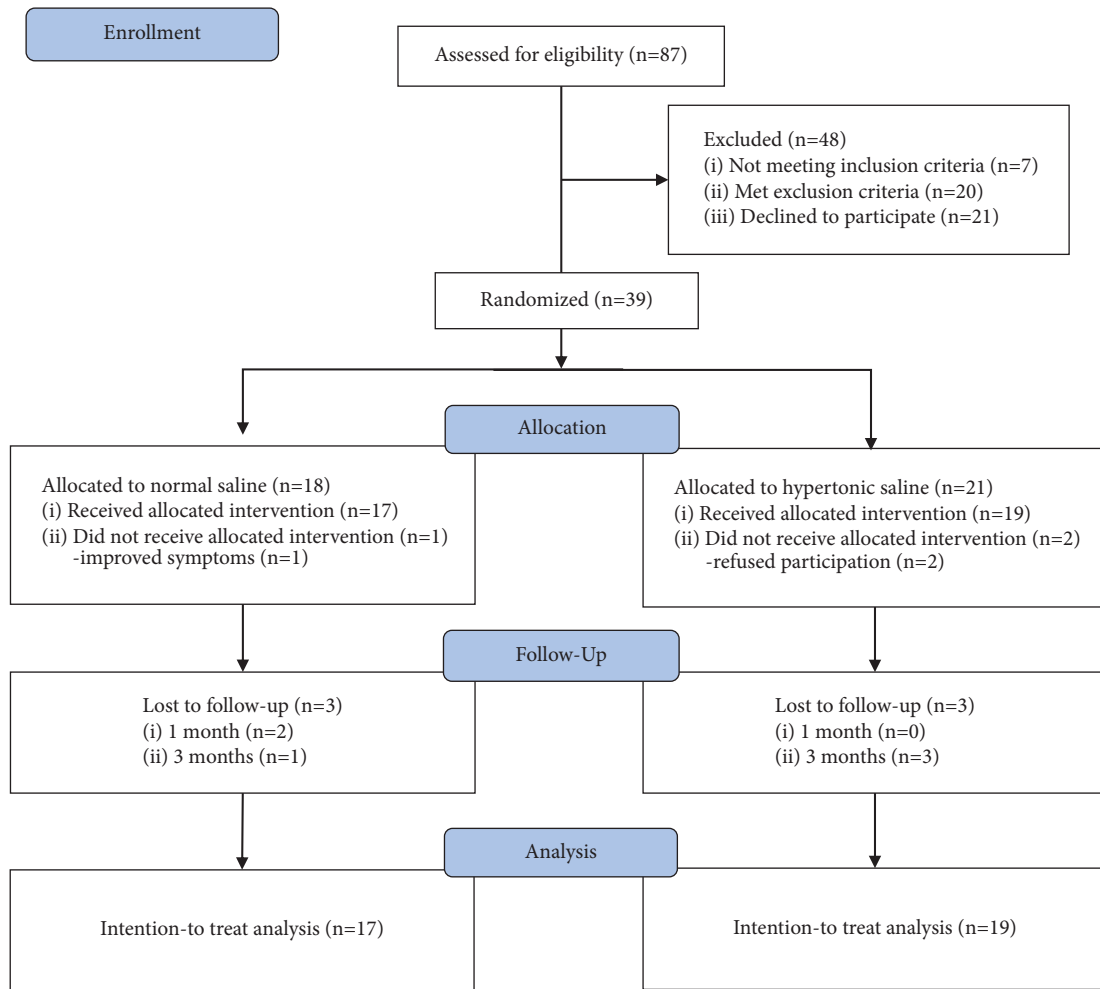 Enrollment
Assessed for eligibility (n=87)
Excluded (n=48)
(i) Not meeting inclusion criteria (n=7)
(ii) Met exclusion criteria (n=20)
(iii) Declined to participate (n=21)
Randomized (n=39)
Allocation
Allocated to normal saline (n=18)
(i) Received allocated intervention (n=17)
(ii) Did not receive allocated intervention (n=1)
-improved symptoms (n=1)
Allocated to hypertonic saline (n=21)
(i) Received allocated intervention (n=19)
(ii) Did not receive allocated intervention (n=2)
-refused participation (n=2)
Follow-Up
Lost to follow-up (n=3)
(i) 1 month (n=2)
(ii) 3 months (n=1)
Lost to follow-up (n=3)
(i) 1 month (n=0)
(ii) 3 months (n=3)
Analysis
Intention-to treat analysis (n=17)
Intention-to treat analysis (n=19)